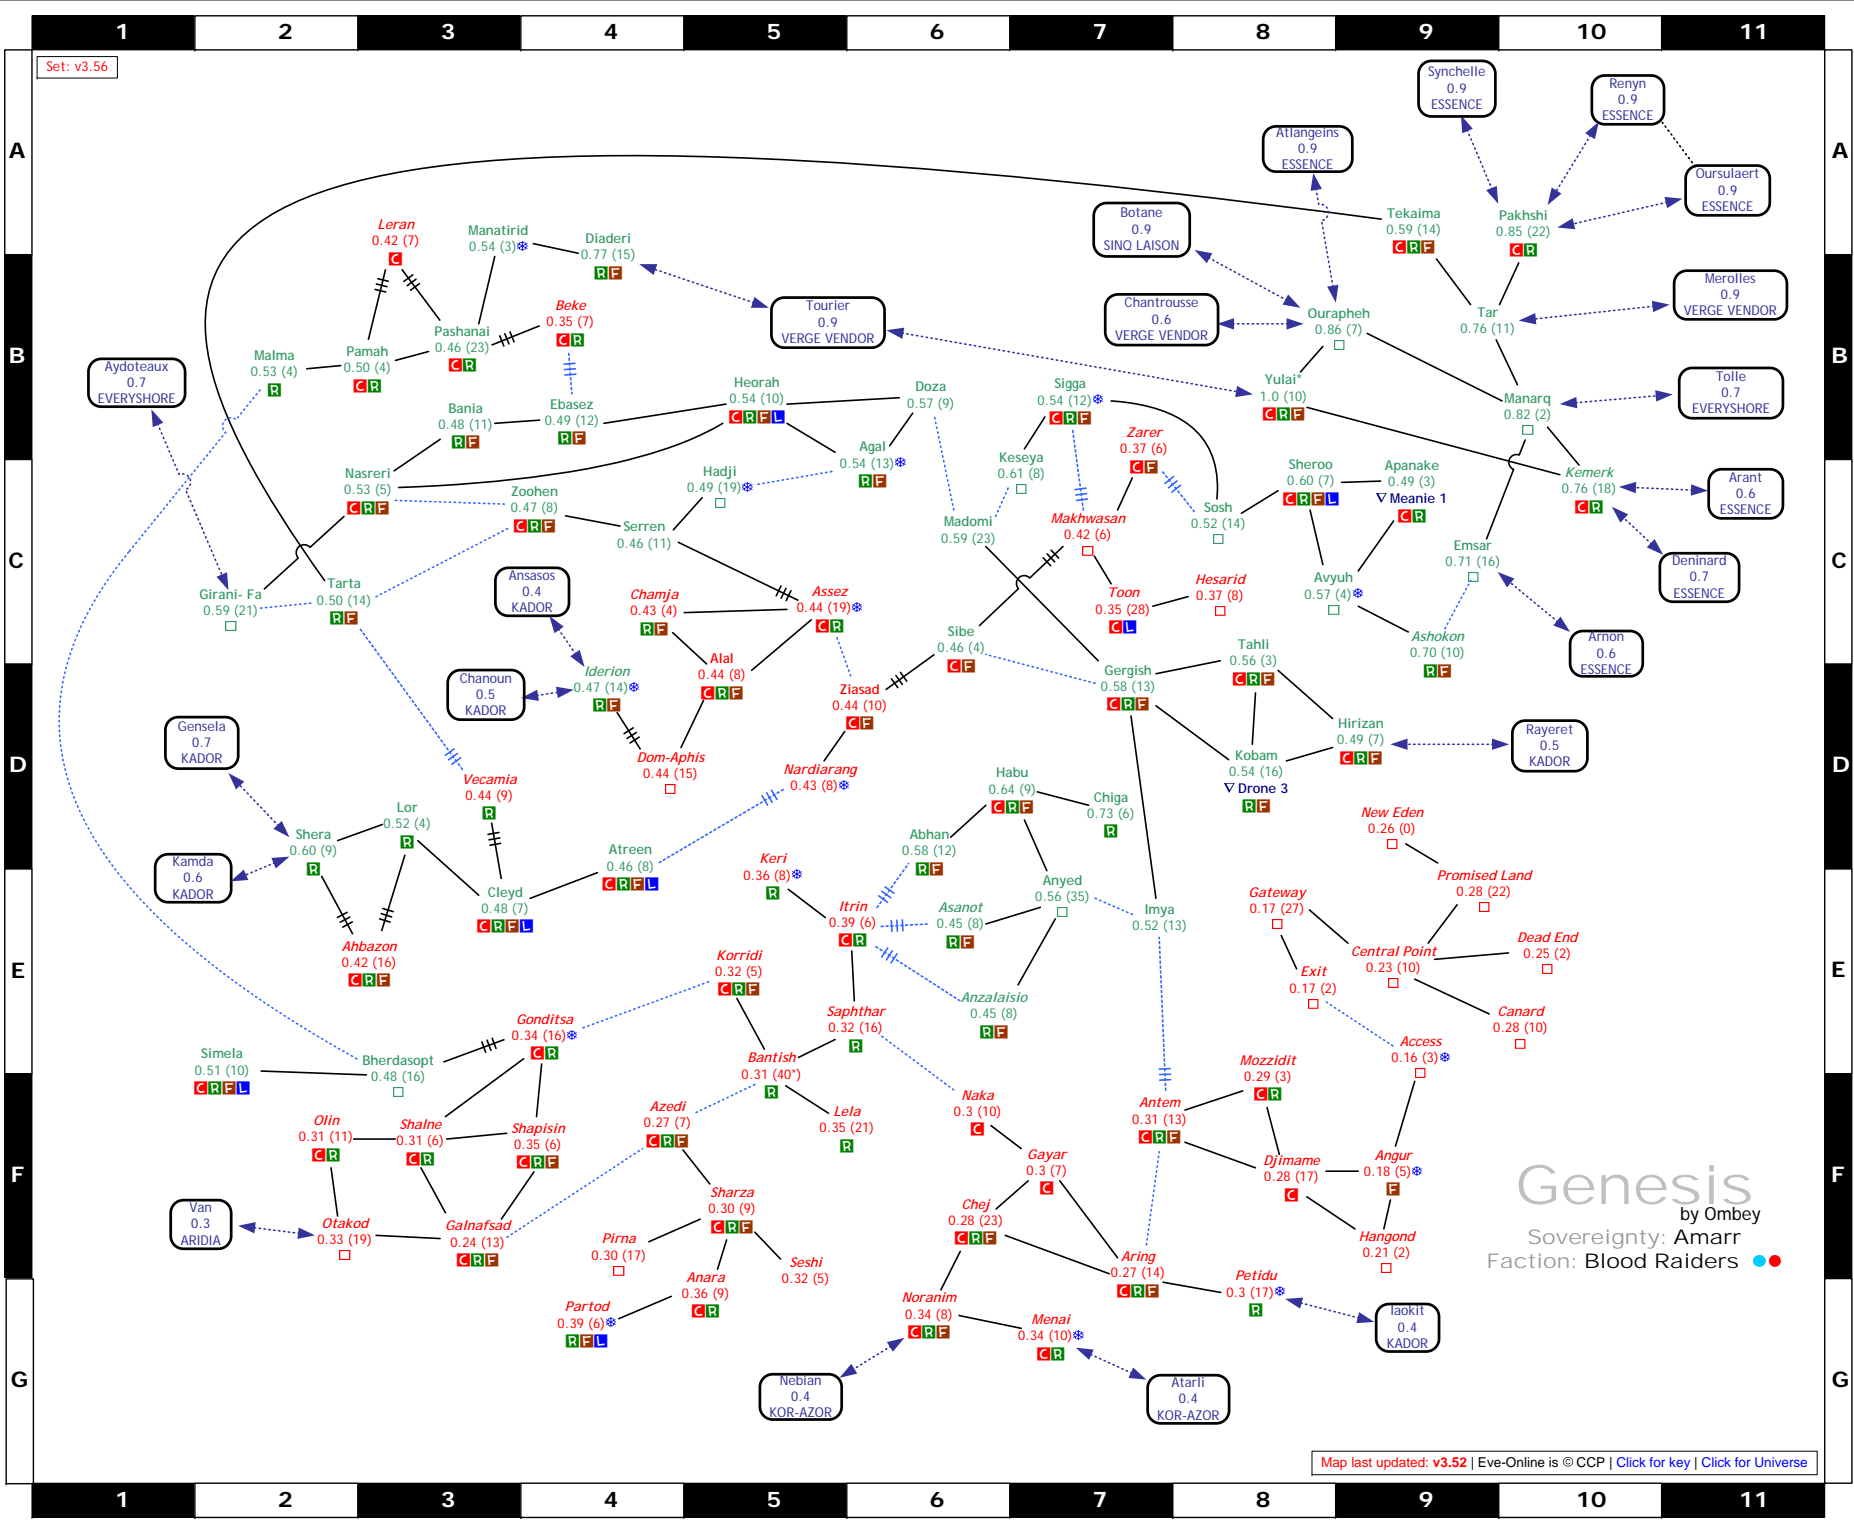 1 2 3 4 5 6 7 8 9 10 11
Set: v3.56
A
A
Synchelle
0.9
ESSENCE
Renyn
0.9
ESSENCE
Atlangeins
0.9
ESSENCE
Oursulaert
0.9
ESSENCE
Botane
0.9
SINQ LAISON
Tekaima
0.59 (14)
C R F
Pakhshi
0.85 (22)
C R
Leran
0.42 (7)
C
Manatirid
0.54 (3)❄
Diaderi
0.77 (15)
R F
B
B
Beke
0.35 (7)
C R
Tourier
0.9
VERGE VENDOR
Chantrousse
0.6
VERGE VENDOR
Ourapheh
0.86 (7)
Tar
0.76 (11)
Merolles
0.9
VERGE VENDOR
Pashanai
0.46 (23)
C R
Pamah
0.50 (4)
C R
Malma
0.53 (4)
R
Aydoteaux
0.7
EVERYSHORE
Bania
0.48 (11)
R F
Ebasez
0.49 (12)
R F
Heorah
0.54 (10)
C R F L
Doza
0.57 (9)
Sigga
0.54 (12)❄
C R F
Yulai*
1.0 (10)
C R F
Manarq
0.82 (2)
Tolle
0.7
EVERYSHORE
Agal
0.54 (13)❄
R F
Zarer
0.37 (6)
C F
C
C
Nasreri
0.53 (5)
C R F
Zoohen
0.47 (8)
C R F
Hadji
0.49 (19)❄
Keseya
0.61 (8)
Sheroo
0.60 (7)
C R F L
Apanake
0.49 (3)
▽ Meanie 1
C R
Kemerk
0.76 (18)
C R
Arant
0.6
ESSENCE
Serren
0.46 (11)
Madomi
0.59 (23)
Makhwasan
0.42 (6)
Sosh
0.52 (14)
Emsar
0.71 (16)
Deninard
0.7
ESSENCE
Girani- Fa
0.59 (21)
Tarta
0.50 (14)
R F
Ansasos
0.4
KADOR
Chamja
0.43 (4)
R F
Assez
0.44 (19)❄
C R
Toon
0.35 (28)
C L
Hesarid
0.37 (8)
Avyuh
0.57 (4)❄
Sibe
0.46 (4)
C F
Ashokon
0.70 (10)
R F
Arnon
0.6
ESSENCE
D
D
Chanoun
0.5
KADOR
Iderion
0.47 (14)❄
R F
Alal
0.44 (8)
C R F
Ziasad
0.44 (10)
C F
Gergish
0.58 (13)
C R F
Tahli
0.56 (3)
C R F
Gensela
0.7
KADOR
Hirizan
0.49 (7)
C R F
Rayeret
0.5
KADOR
Vecamia
0.44 (9)
R
Dom-Aphis
0.44 (15)
Nardiarang
0.43 (8)❄
Habu
0.64 (9)
C R F
Chiga
0.73 (6)
R
Kobam
0.54 (16)
▽ Drone 3
R F
Shera
0.60 (9)
R
Lor
0.52 (4)
R
Kamda
0.6
KADOR
Atreen
0.46 (8)
C R F L
Abhan
0.58 (12)
R F
New Eden
0.26 (0)
E
E
Cleyd
0.48 (7)
C R F L
Keri
0.36 (8)❄
R
Itrin
0.39 (6)
C R
Asanot
0.45 (8)
R F
Anyed
0.56 (35)
Imya
0.52 (13)
Gateway
0.17 (27)
Promised Land
0.28 (22)
Ahbazon
0.42 (16)
C R F
Korridi
0.32 (5)
C R F
Central Point
0.23 (10)
Dead End
0.25 (2)
Exit
0.17 (2)
Anzalaisio
0.45 (8)
R F
Saphthar
0.32 (16)
R
Canard
0.28 (10)
Gonditsa
0.34 (16)❄
C R
Simela
0.51 (10)
C R F L
Bherdasopt
0.48 (16)
Bantish
0.31 (40*)
R
Access
0.16 (3)❄
F
F
Mozzidit
0.29 (3)
C R
Olin
0.31 (11)
C R
Shalne
0.31 (6)
C R
Shapisin
0.35 (6)
C R F
Azedi
0.27 (7)
C R F
Lela
0.35 (21)
R
Naka
0.3 (10)
C
Antem
0.31 (13)
C R F
Gayar
0.3 (7)
C
Djimame
0.28 (17)
C
Angur
0.18 (5)❄
F
Genesis
by Ombey
Sovereignty: Amarr
Faction: Blood Raiders
Van
0.3
ARIDIA
Otakod
0.33 (19)
Galnafsad
0.24 (13)
C R F
Sharza
0.30 (9)
C R F
Pirna
0.30 (17)
Seshi
0.32 (5)
Chej
0.28 (23)
C R F
Aring
0.27 (14)
C R F
Hangond
0.21 (2)
G
G
Anara
0.36 (9)
C R
Partod
0.39 (6)❄
R F L
Noranim
0.34 (8)
C R F
Menai
0.34 (10)❄
C R
Petidu
0.3 (17)❄
R
Iaokit
0.4
KADOR
Nebian
0.4
KOR-AZOR
Atarli
0.4
KOR-AZOR
Map last updated: v3.52 | Eve-Online is © CCP | Click for key | Click for Universe
1 2 3 4 5 6 7 8 9 10 11